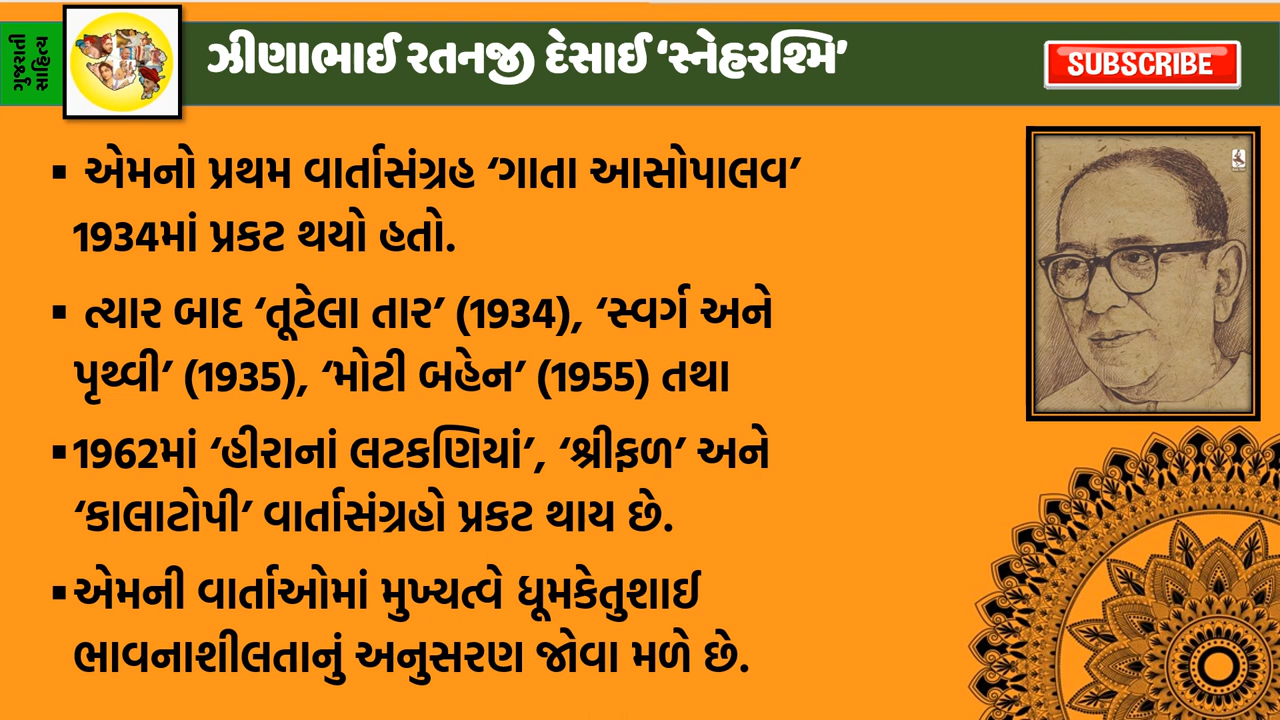 ગુજરાતી
સાહિત્ય
ઝીણાભાઈ રતનજી દેસાઈ ‘સ્નેહરશ્મિ’
SUBSCRIBE
▪ એમનો પ્રથમ વાર્તાસંગ્રહ ‘ગાતા આસોપાલવ’
1934માં પ્રકટ થયો હતો.
▪ ત્યાર બાદ ‘તૂટેલા તાર’ (1934), ‘સ્વર્ગ અને
પૃથ્વી’ (1935), ‘મોટી બહેન’ (1955) તથા
▪1962માં ‘હીરાનાં લટકણિયાં’, ‘શ્રીફળ’ અને
‘કાલાટોપી’ વાર્તાસંગ્રહો પ્રકટ થાય છે.
▪એમની વાર્તાઓમાં મુખ્યત્વે ધૂમકેતુશાઈ
ભાવનાશીલતાનું અનુસરણ જોવા મળે છે.